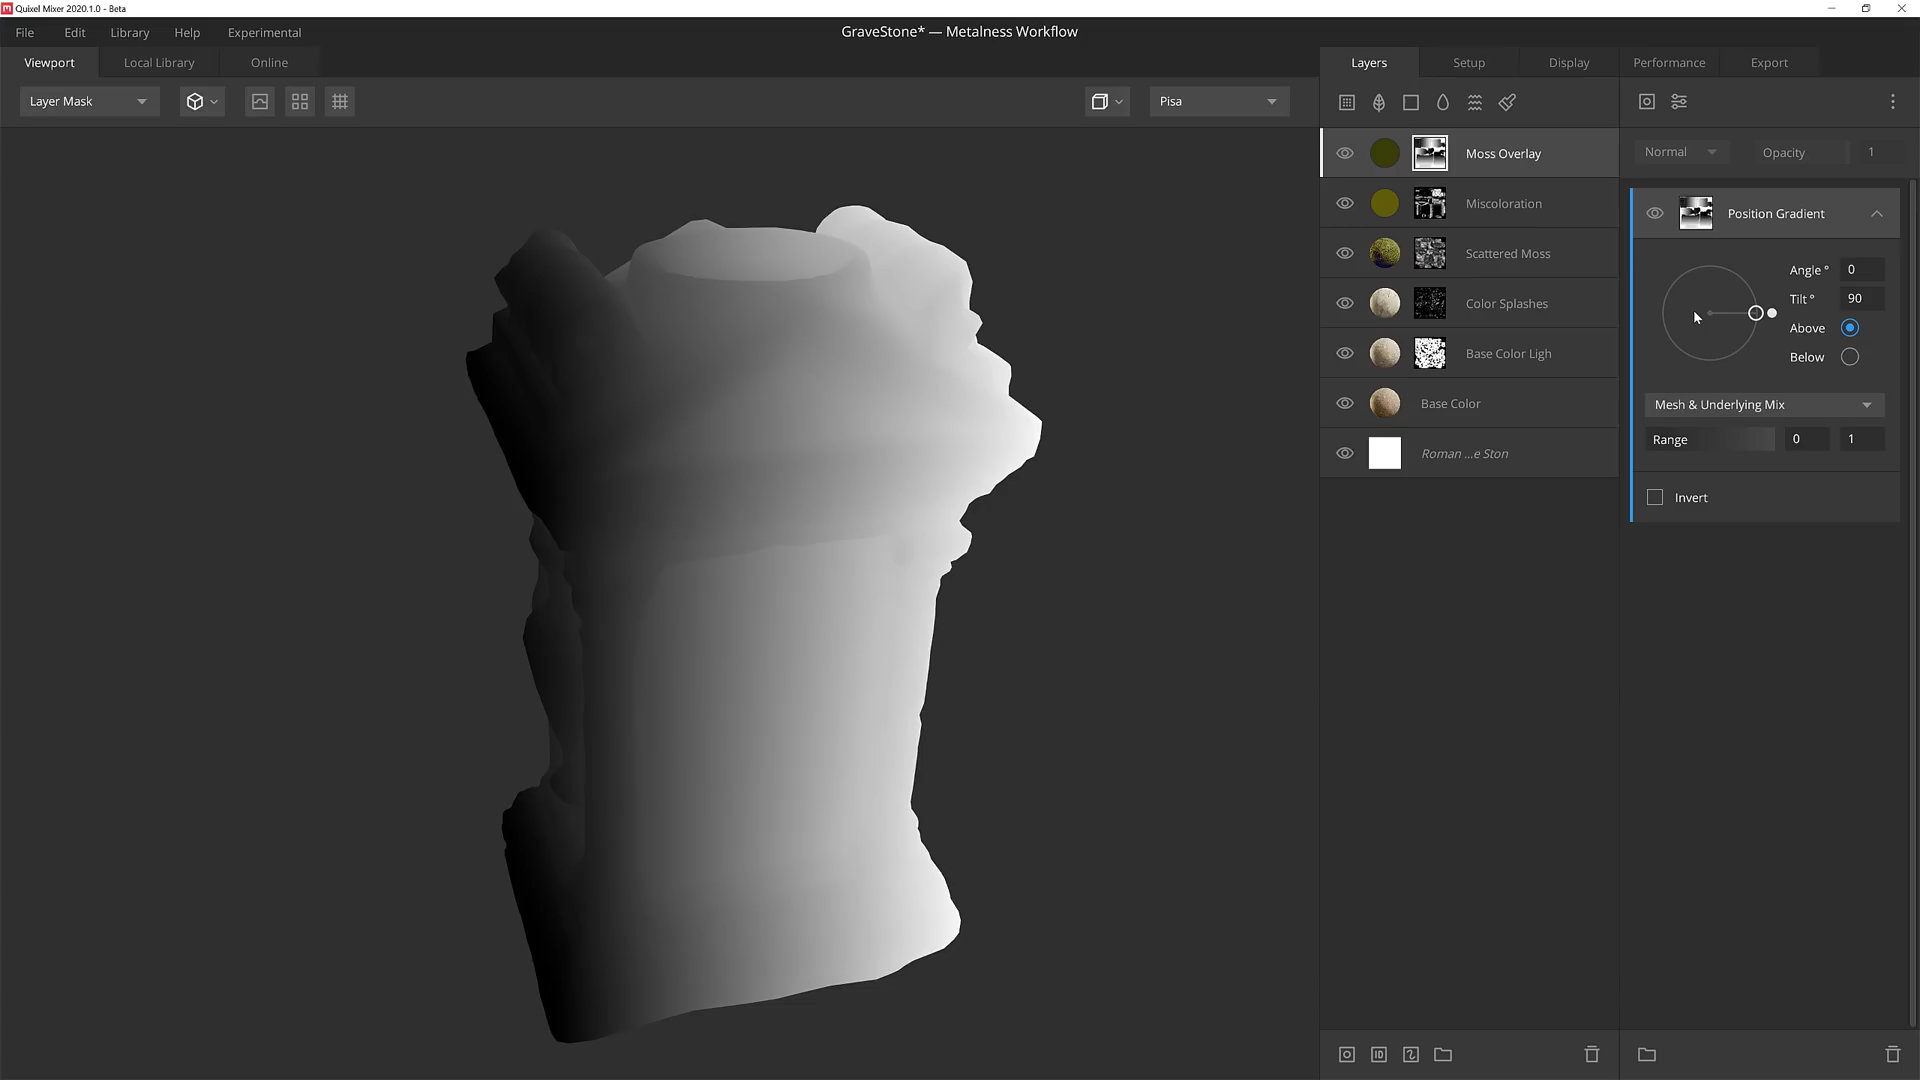 Quixel Mixer 2020.1.0 - Beta
File Edit Library Help Experimental
GraveStone* — Metalness Workflow
Viewport Local Library Online
Layers Setup Display Performance Export
Layer Mask
Pisa
Moss Overlay
Normal Opacity 1
Miscoloration
Position Gradient
Scattered Moss
Angle ° 0
Tilt ° 90
Color Splashes
Above
Base Color Ligh
Below
Base Color
Mesh & Underlying Mix
Range 0 1
Roman ...e Ston
Invert
ID